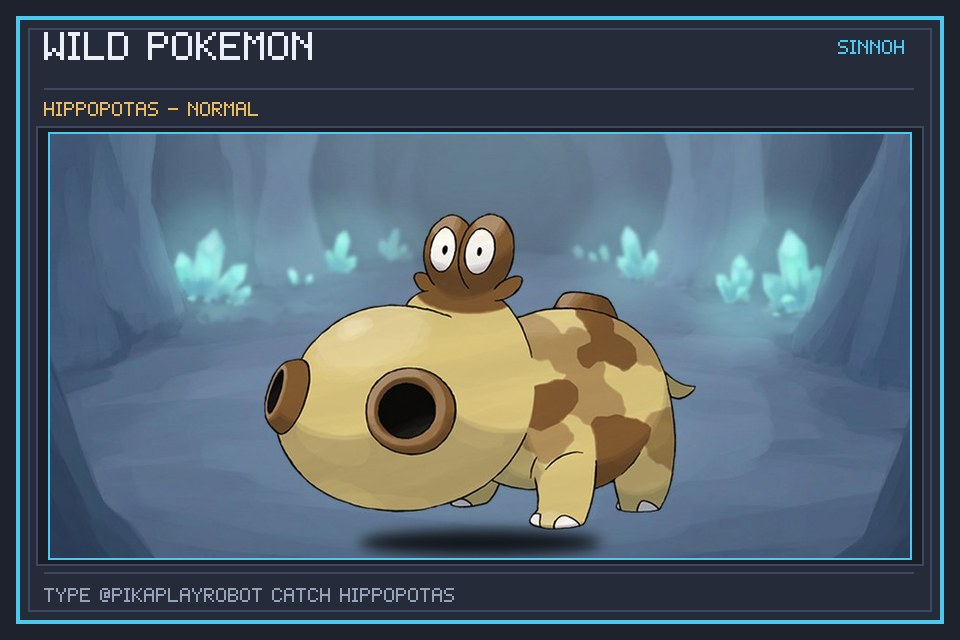 WILD POKEMON
SINNOH
HIPPOPOTAS - NORMAL
TYPE @PIKAPLAYROBOT CATCH HIPPOPOTAS